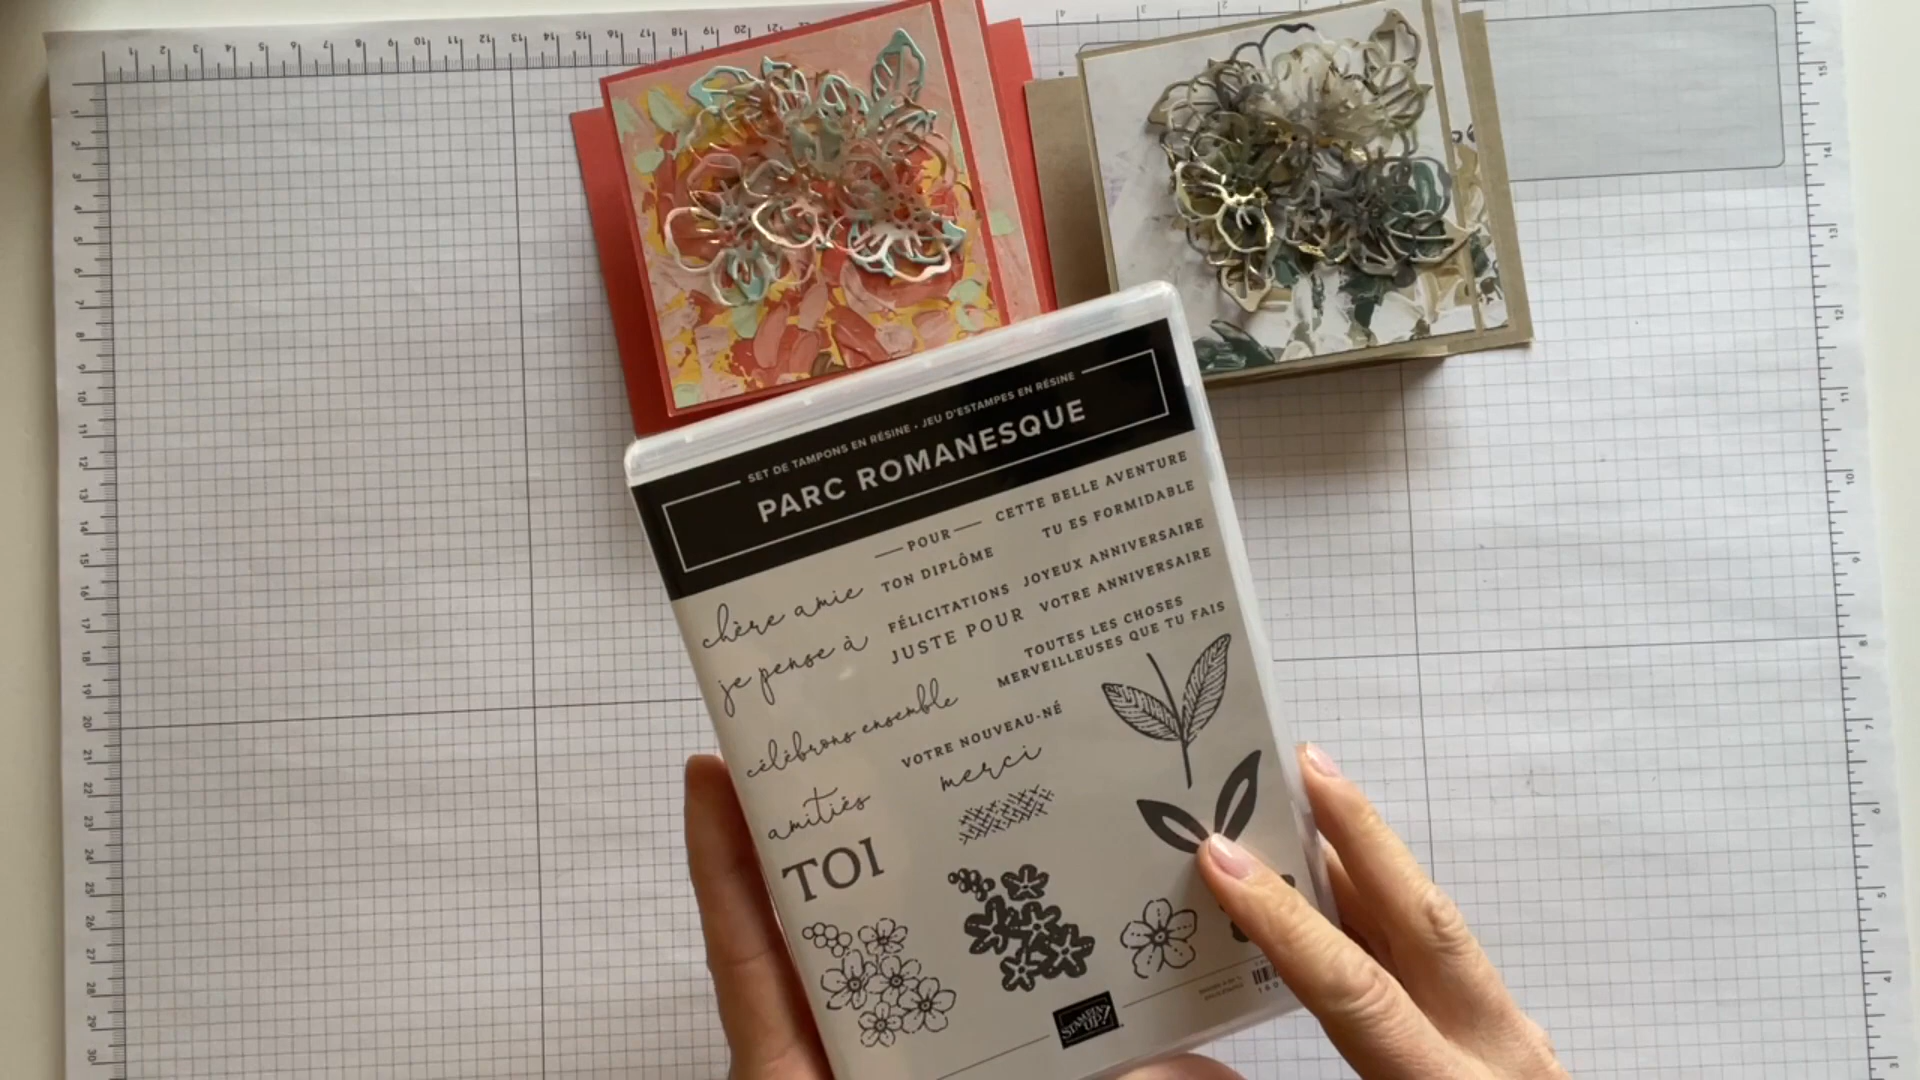 SET DE TAMPONS EN RÉSINE • JEU D'ESTAMPES EN RÉSINE
PARC ROMANESQUE
POUR
CETTE BELLE AVENTURE
TON DIPLÔME
TU ES FORMIDABLE
chère amie
FÉLICITATIONS
JOYEUX ANNIVERSAIRE
je pense à
JUSTE POUR
VOTRE ANNIVERSAIRE
TOUTES LES CHOSES
MERVEILLEUSES QUE TU FAIS
célébrons ensemble
VOTRE NOUVEAU-NÉ
merci
amitiés
TOI
STAMPIN' UP!